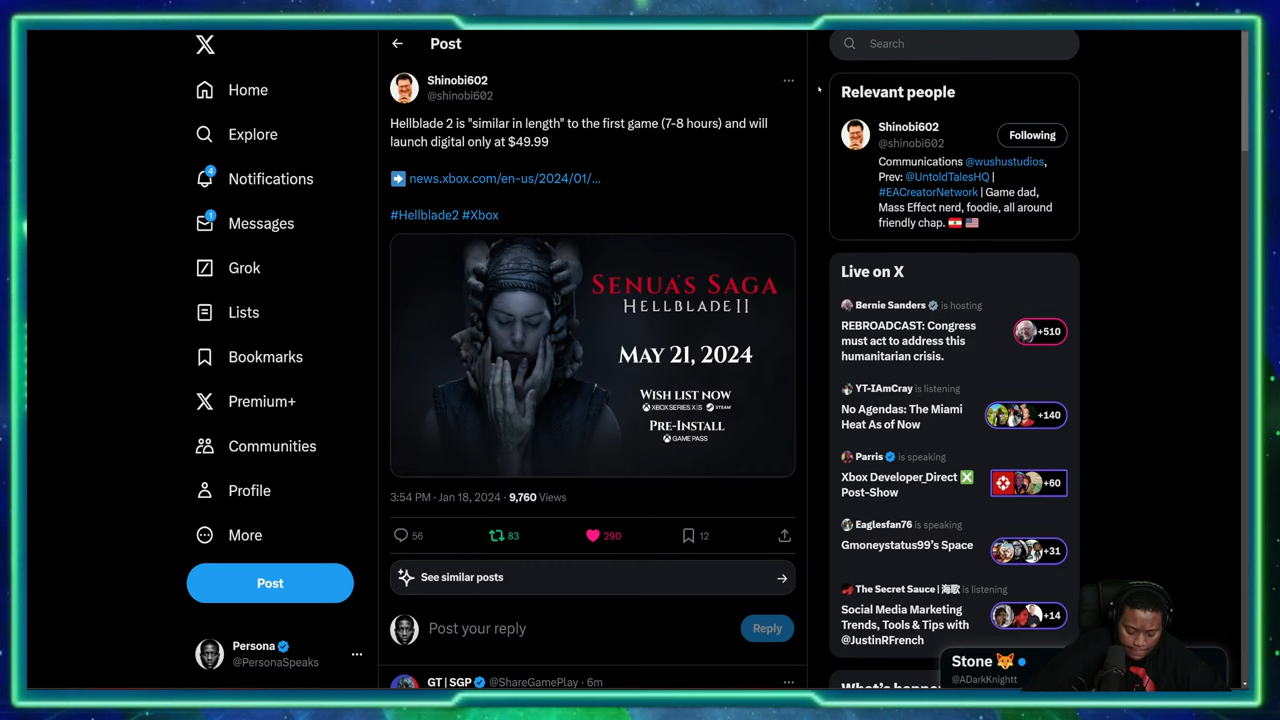 Home
Explore
4
Notifications
1
Messages
Grok
Lists
Bookmarks
Premium+
Communities
Profile
More
Post
Persona
@PersonaSpeaks
Post
Shinobi602
@shinobi602
Hellblade 2 is "similar in length" to the first game (7-8 hours) and will
launch digital only at $49.99
news.xbox.com/en-us/2024/01/...
#Hellblade2 #Xbox
SENUA'S SAGA
HELLBLADE II
MAY 21, 2024
WISH LIST NOW
XBOX SERIES X|S STEAM
PRE-INSTALL
GAME PASS
3:54 PM · Jan 18, 2024 · 9,760 Views
56 83 290 12
See similar posts
Post your reply
Reply
GT | SGP @ShareGamePlay · 6m
Search
Relevant people
Shinobi602
@shinobi602
Following
Communications @wushustudios,
Prev: @UntoldTalesHQ |
#EACreatorNetwork | Game dad,
Mass Effect nerd, foodie, all around
friendly chap.
Live on X
Bernie Sanders is hosting
REBROADCAST: Congress
must act to address this
humanitarian crisis.
+510
YT-IAmCray is listening
No Agendas: The Miami
Heat As of Now
+140
Parris is speaking
Xbox Developer_Direct
Post-Show
+60
Eaglesfan76 is speaking
Gmoneystatus99's Space
+31
The Secret Sauce | 海歌 is listening
Social Media Marketing
Trends, Tools & Tips with
@JustinRFrench
+14
Stone
@ADarkKnightt
What's happen